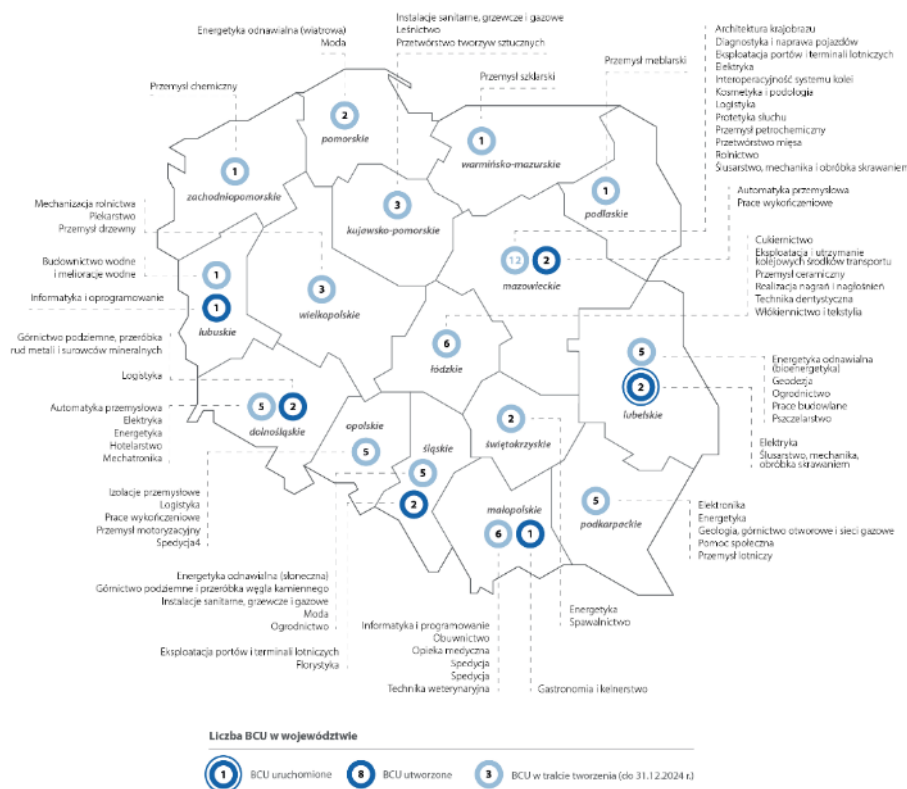 Instalacje sanitarne, grzewcze i gazowe
Leśnictwo
Przetwórstwo tworzyw sztucznych
Energetyka odnawialna (wiatrowa)
Moda
Przemysł chemiczny
Przemysł szklarski
Przemysł meblarski
Architektura krajobrazu
Diagnostyka i naprawa pojazdów
Eksploatacja portów i terminali lotniczych
Elektryka
Interoperacyjność systemu kolei
Kosmetyka i podologia
Logistyka
Protetyka słuchu
Przemysł petrochemiczny
Przetwórstwo mięsa
Rolnictwo
Ślusarstwo, mechanika i obróbka skrawaniem
Automatyka przemysłowa
Prace wykończeniowe
2
pomorskie
1
zachodniopomorskie
1
warmińsko-mazurskie
3
kujawsko-pomorskie
1
podlaskie
12
2
mazowieckie
Mechanizacja rolnictwa
Piekarstwo
Przemysł drzewny
Budownictwo wodne
i melioracje wodne
Informatyka i oprogramowanie
1
1
lubuskie
3
wielkopolskie
6
łódzkie
Cukiernictwo
Eksploatacja i utrzymanie
kolejowych środków transportu
Przemysł ceramiczny
Realizacja nagrań i nagłośnień
Technika dentystyczna
Włókiennictwo i tekstylia
Górnictwo podziemne, przeróbka
rud metali i surowców mineralnych
Logistyka
Automatyka przemysłowa
Elektryka
Energetyka
Hotelarstwo
Mechatronika
5
2
dolnośląskie
opolskie
5
śląskie
5
2
2
świętokrzyskie
5
2
lubelskie
Energetyka odnawialna
(bioenergetyka)
Geodezja
Ogrodnictwo
Prace budowlane
Pszczelarstwo
Elektryka
Ślusarstwo, mechanika,
obróbka skrawaniem
małopolskie
6
1
5
podkarpackie
Elektronika
Energetyka
Geologia, górnictwo otworowe i sieci gazowe
Pomoc społeczna
Przemysł lotniczy
Izolacje przemysłowe
Logistyka
Prace wykończeniowe
Przemysł motoryzacyjny
Spedycja4
Energetyka odnawialna (słoneczna)
Górnictwo podziemne i przeróbka węgla kamiennego
Instalacje sanitarne, grzewcze i gazowe
Moda
Ogrodnictwo
Eksploatacja portów i terminali lotniczych
Florystyka
Informatyka i programowanie
Obuwnictwo
Opieka medyczna
Spedycja
Spedycja
Technika weterynaryjna
Gastronomia i kelnerstwo
Energetyka
Spawalnictwo
Liczba BCU w województwie
1 BCU uruchomione
8 BCU utworzone
3 BCU w trakcie tworzenia (do 31.12.2024 r.)